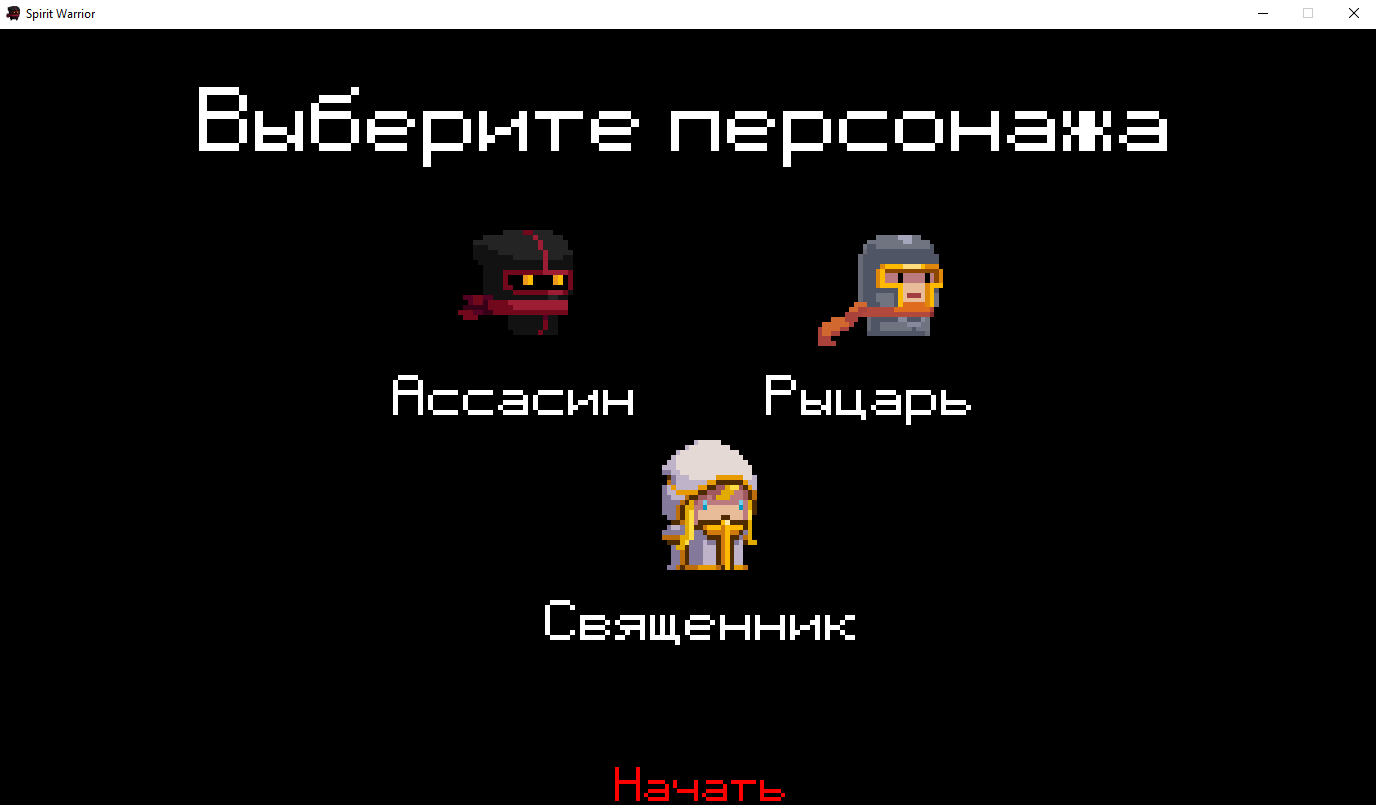 Spirit Warrior
Выберите персонажа
Ассасин
Рыцарь
Священник
Начать